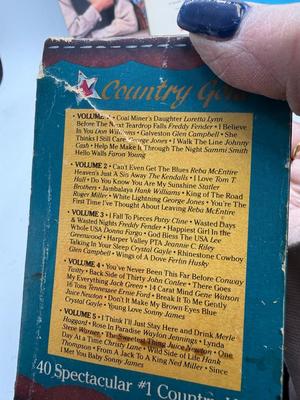 Country Go
• VOLUME 1 • Coal Miner's Daughter Loretta Lynn
Before The Next Teardrop Falls Freddy Fender • I Believe
In You Don Williams • Galveston Glen Campbell • She
Thinks I Still Care George Jones • I Walk The Line Johnny
Cash • Help Me Make It Through The Night Sammi Smith
Hello Walls Faron Young
• VOLUME 2 • Can't Even Get The Blues Reba McEntire
Heaven's Just A Sin Away The Kendalls • I Love Tom T.
Hall • Do You Know You Are My Sunshine Statler
Brothers • Jambalaya Hank Williams • King of The Road
Roger Miller • White Lightning George Jones • You're The
First Time I've Thought About Leaving Reba McEntire
• VOLUME 3 • I Fall To Pieces Patsy Cline • Wasted Days
& Wasted Nights Freddy Fender • Happiest Girl In The
Whole USA Donna Fargo • God Bless The USA Lee
Greenwood • Harper Valley PTA Jeannie C. Riley
Talking In Your Sleep Crystal Gayle • Rhinestone Cowboy
Glen Campbell • Wings of A Dove Ferlin Husky
• VOLUME 4 • You've Never Been This Far Before Conway
Twitty • Back Side of Thirty John Conlee • There Goes
My Everything Jack Green • 14 Carat Mind Gene Watson
16 Tons Tennessee Ernie Ford • Break It To Me Gently
Juice Newton • Don't It Make My Brown Eyes Blue
Crystal Gayle • Young Love Sonny James
• VOLUME 5 • I Think I'll Just Stay Here and Drink Merle
Haggard • Rose In Paradise Waylon Jennings • Lynda
Steve Wariner • The Sweetest Thing Juice Newton • One
Day At A Time Christy Lane • Wild Side of Life Hank
Thompson • From A Jack To A King Ned Miller • Since
I Met You Baby Sonny James
40 Spectacular #1 Country